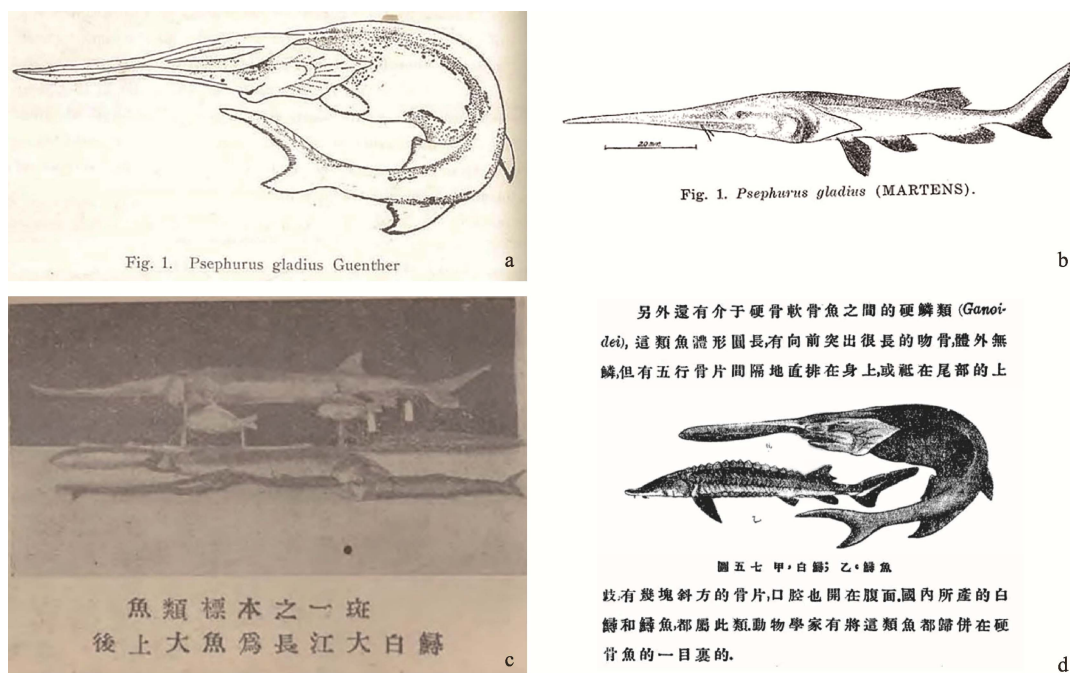 Fig. 1. Psephurus gladius Guenther
a
20 mm
Fig. 1. Psephurus gladius (MARTENS).
b
魚類標本之一斑
後上大魚爲長江大白鱘
c
另外還有介于硬骨軟骨魚之間的硬鱗類 (Ganoi-
dei), 這類魚體形圓長,有向前突出很長的吻骨,體外無
鱗,但有五行骨片間隔地直排在身上,或祗在尾部的上
乙
圖五七 甲,白鱘; 乙,鱘魚
歧,有幾塊斜方的骨片,口腔也開在腹面.國內所產的白
鱘和鱘魚,都屬此類.動物學家有將這類魚都歸併在硬
骨魚的一目裏的.
d